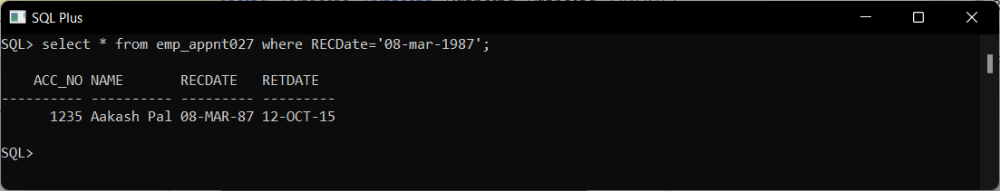 SQL Plus
SQL> select * from emp_appnt027 where RECDate='08-mar-1987';
    ACC_NO NAME       RECDATE   RETDATE
---------- ---------- --------- ---------
      1235 Aakash Pal 08-MAR-87 12-OCT-15
SQL>